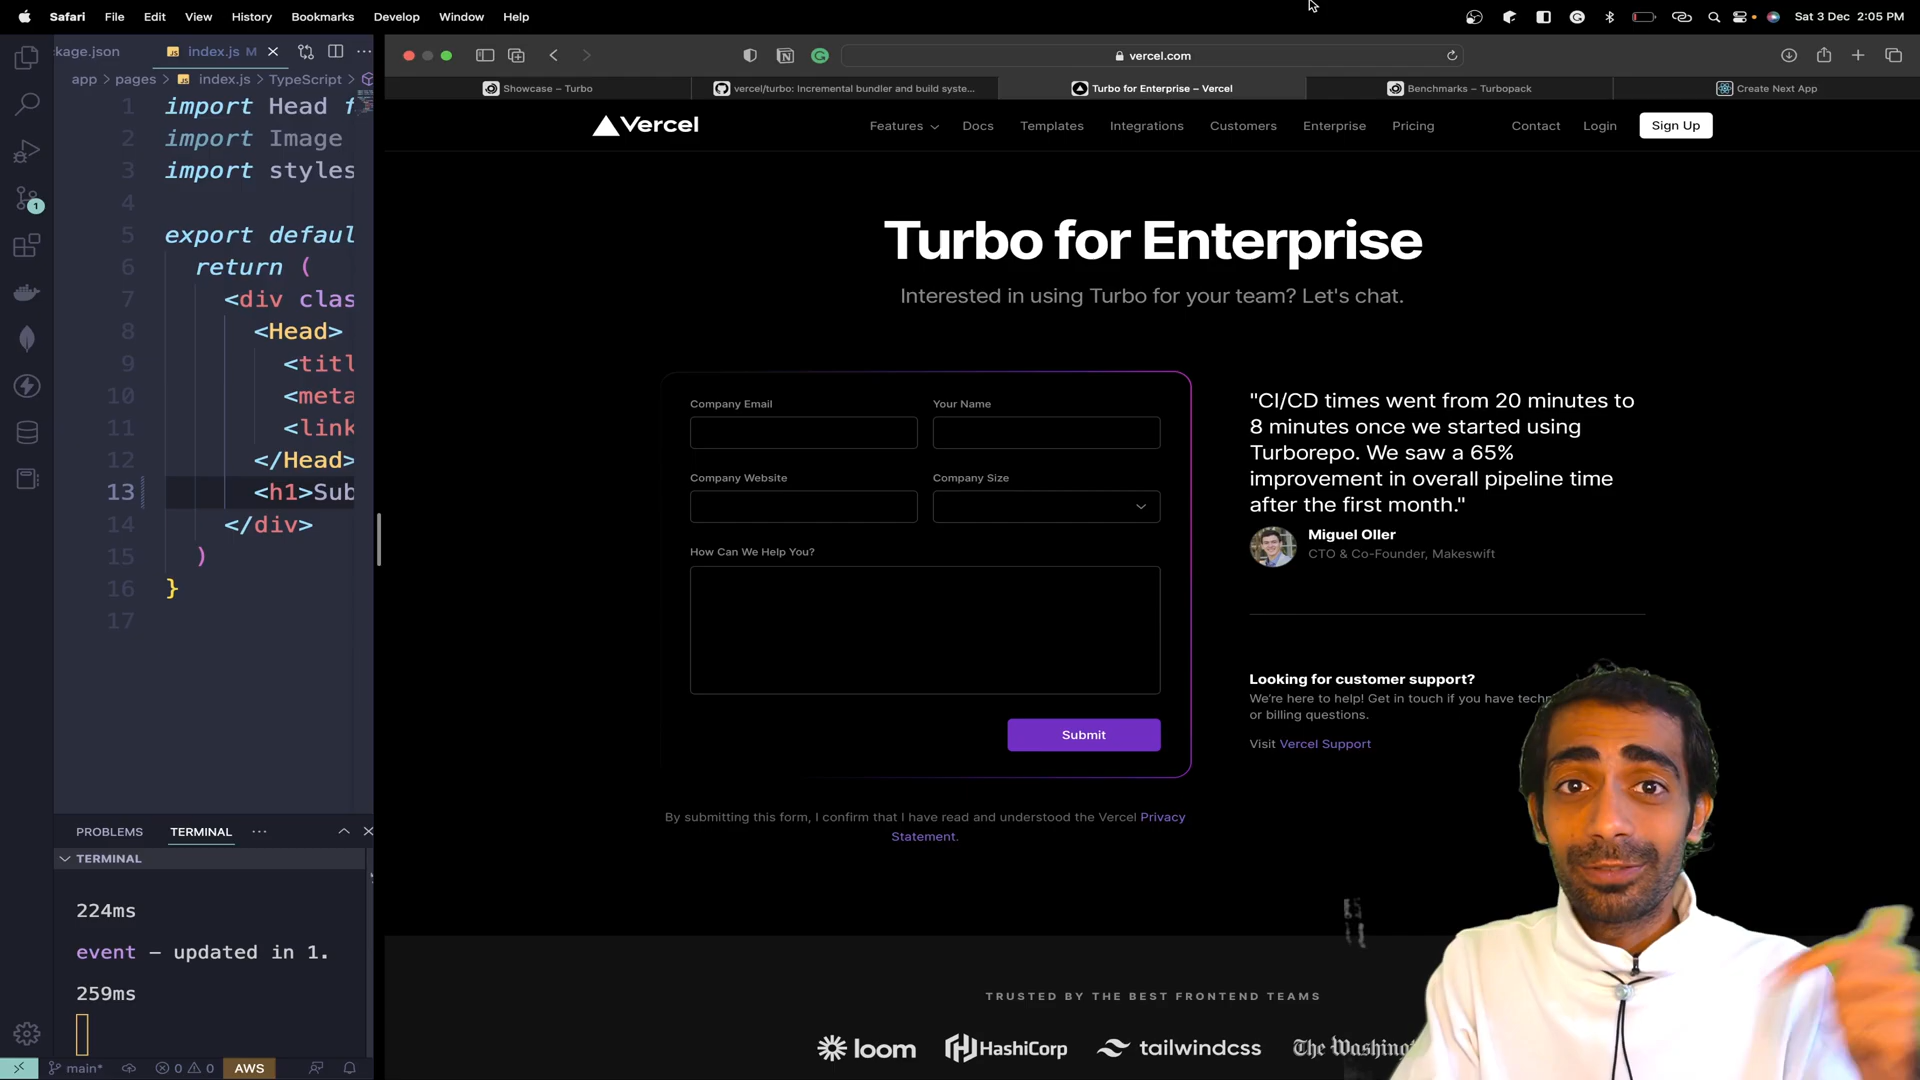 Safari File Edit View History Bookmarks Develop Window Help
Sat 3 Dec 2:05 PM
kage.json
JS index.js M
app > pages > JS index.js > TypeScript >
vercel.com
Showcase – Turbo
vercel/turbo: Incremental bundler and build syste...
Turbo for Enterprise – Vercel
Benchmarks – Turbopack
Create Next App
1 import Head f
2 import Image
3 import styles
4
5 export defaul
6 return (
7 <div clas
8 <Head>
9 <titl
10 <meta
11 <link
12 </Head>
13 <h1>Sub
14 </div>
15 )
16 }
17
1
PROBLEMS TERMINAL ...
TERMINAL
224ms
event – updated in 1.
259ms
main* 0 0 AWS
Vercel
Features Docs Templates Integrations Customers Enterprise Pricing
Contact Login Sign Up
Turbo for Enterprise
Interested in using Turbo for your team? Let's chat.
Company Email
Your Name
Company Website
Company Size
How Can We Help You?
Submit
By submitting this form, I confirm that I have read and understood the Vercel Privacy
Statement.
"CI/CD times went from 20 minutes to
8 minutes once we started using
Turborepo. We saw a 65%
improvement in overall pipeline time
after the first month."
Miguel Oller
CTO & Co-Founder, Makeswift
Looking for customer support?
We're here to help! Get in touch if you have tech
or billing questions.
Visit Vercel Support
TRUSTED BY THE BEST FRONTEND TEAMS
loom
HashiCorp
tailwindcss
The Washing